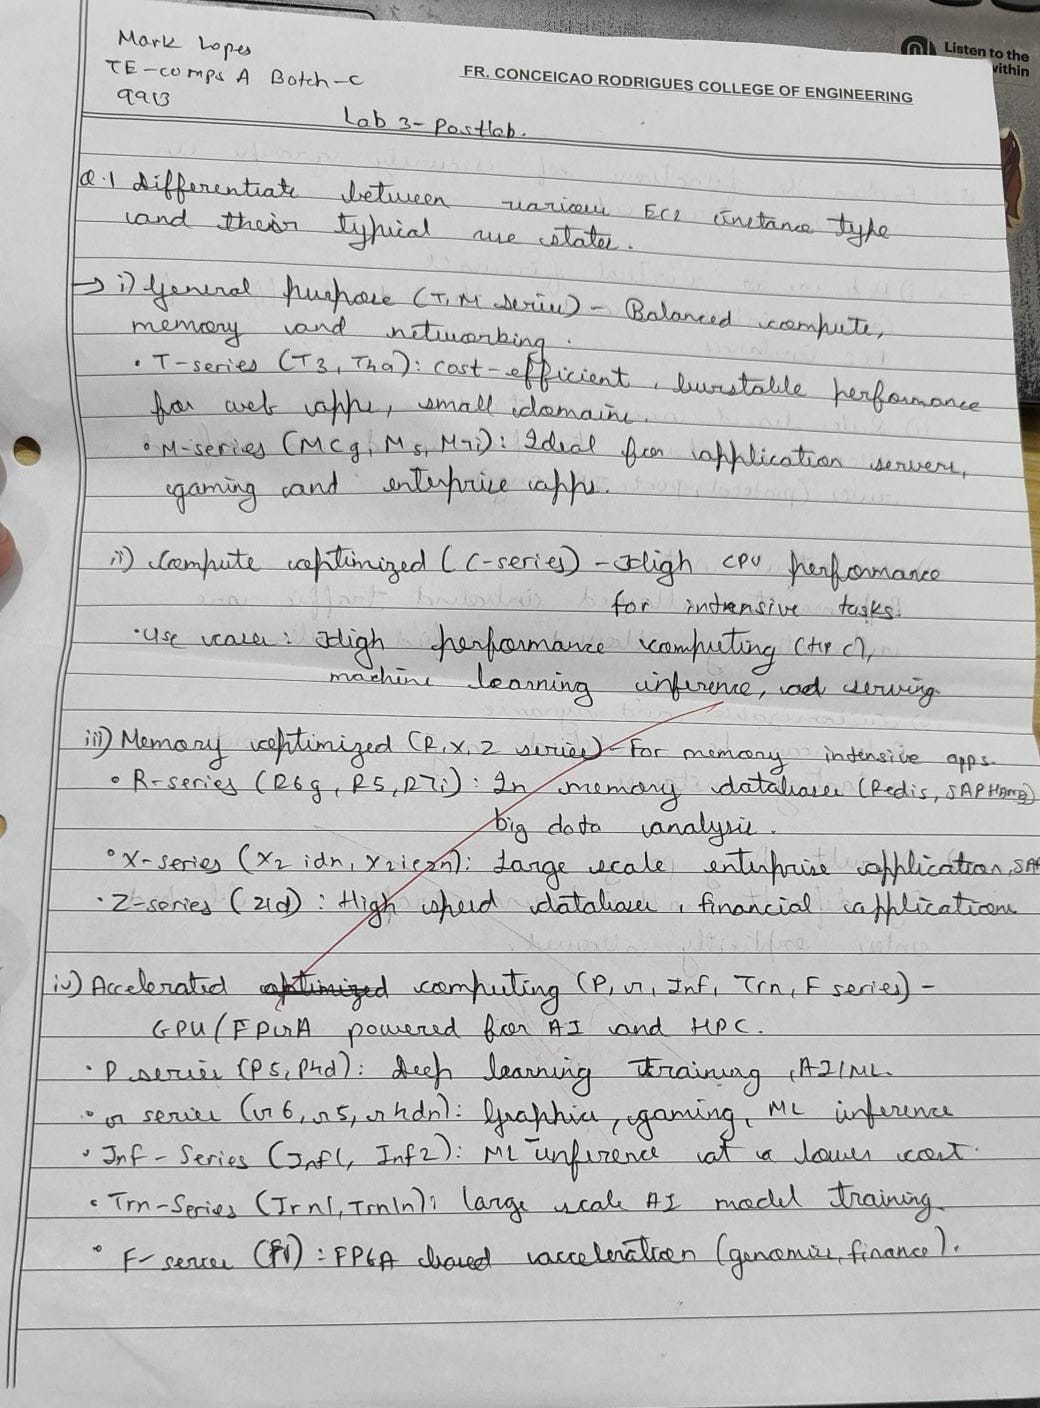 Listen to the
within
Mark Lopes
TE-comps A Batch-C
9913
FR. CONCEICAO RODRIGUES COLLEGE OF ENGINEERING
Lab 3- Postlab.
Q.1 Differentiate between various EC2 instance type
and their typical use states.
→ i) General purpose (T, M series) - Balanced compute,
memory and networking.
• T-series (T3, T4a): cost-efficient, burstable performance
for web apps, small domains.
• M-series (M6g, M5, M7i): Ideal for application servers,
gaming and enterprise apps.
ii) Compute optimized (C-series) - High CPU performance
for intensive tasks.
• Use cases: High performance computing (HPC),
machine learning inference, ad serving
iii) Memory optimized (R, X, Z series) - For memory intensive apps.
• R-series (R6g, R5, R7i): In memory databases (Redis, SAP HANA)
big data analysis.
• X-series (X2idn, X2iezn): Large scale enterprise application, SAP
• Z-series (z1d): High speed databases, financial applications
iv) Accelerated optimized computing (P, G, Inf, Trn, F series) -
GPU/FPGA powered for AI and HPC.
• P series (P5, P4d): Deep learning training, AI/ML.
• G series (G6, G5, G4dn): Graphics, gaming, ML inference
• Inf-Series (Inf1, Inf2): ML inference at a lower cost.
• Trn-Series (Trn1, Trn1n): large scale AI model training.
• F-series (F1): FPGA based acceleration (genomics, finance).